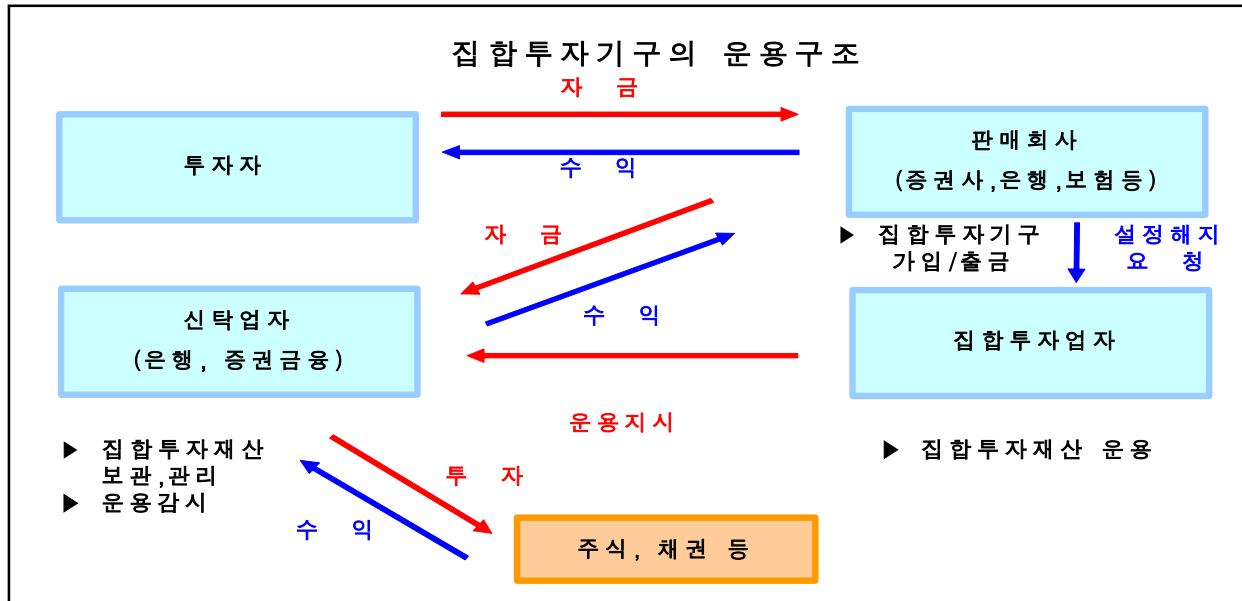 집합투자기구의 운용구조
자 금
투자자
수 익
판매회사
(증권사,은행,보험등)
자 금
▶ 집합투자기구
가입/출금
설정해지
요 청
신탁업자
(은행, 증권금융)
수 익
집합투자업자
운용지시
▶ 집합투자재산
보관,관리
▶ 운용감시
▶ 집합투자재산 운용
투 자
수 익
주식, 채권 등